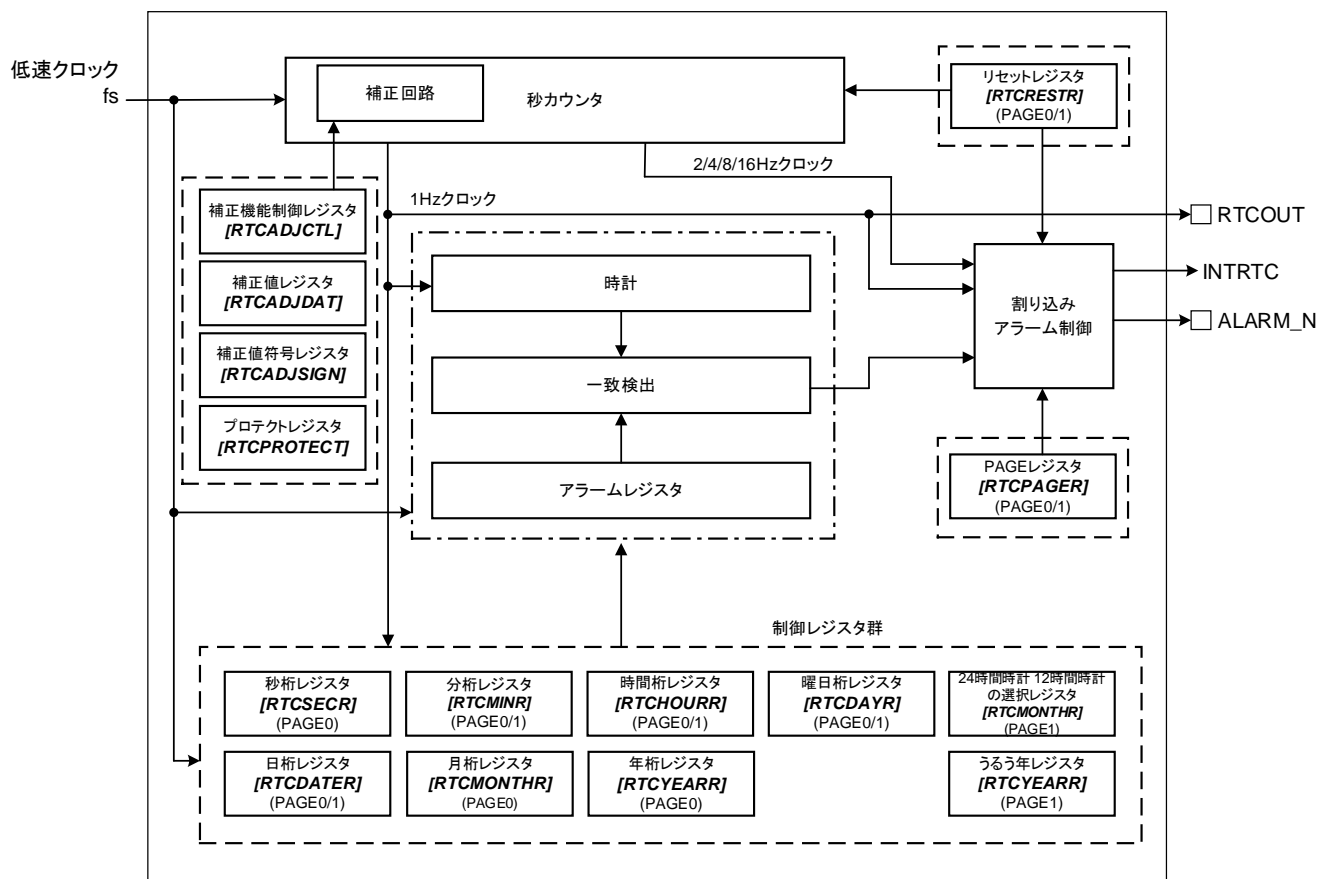 低速クロック
fs
補正回路
秒カウンタ
リセットレジスタ
[RTCRESTR]
(PAGE0/1)
2/4/8/16Hzクロック
1Hzクロック
補正機能制御レジスタ
[RTCADJCTL]
補正値レジスタ
[RTCADJDAT]
補正値符号レジスタ
[RTCADJSIGN]
プロテクトレジスタ
[RTCPROTECT]
時計
一致検出
アラームレジスタ
割り込み
アラーム制御
RTCOUT
INTRTC
ALARM_N
PAGEレジスタ
[RTCPAGER]
(PAGE0/1)
制御レジスタ群
秒桁レジスタ
[RTCSECR]
(PAGE0)
分桁レジスタ
[RTCMINR]
(PAGE0/1)
時間桁レジスタ
[RTCHOURR]
(PAGE0/1)
曜日桁レジスタ
[RTCDAYR]
(PAGE0/1)
24時間時計 12時間時計
の選択レジスタ
[RTCMONTHR]
(PAGE1)
日桁レジスタ
[RTCDATER]
(PAGE0/1)
月桁レジスタ
[RTCMONTHR]
(PAGE0)
年桁レジスタ
[RTCYEARR]
(PAGE0)
うるう年レジスタ
[RTCYEARR]
(PAGE1)